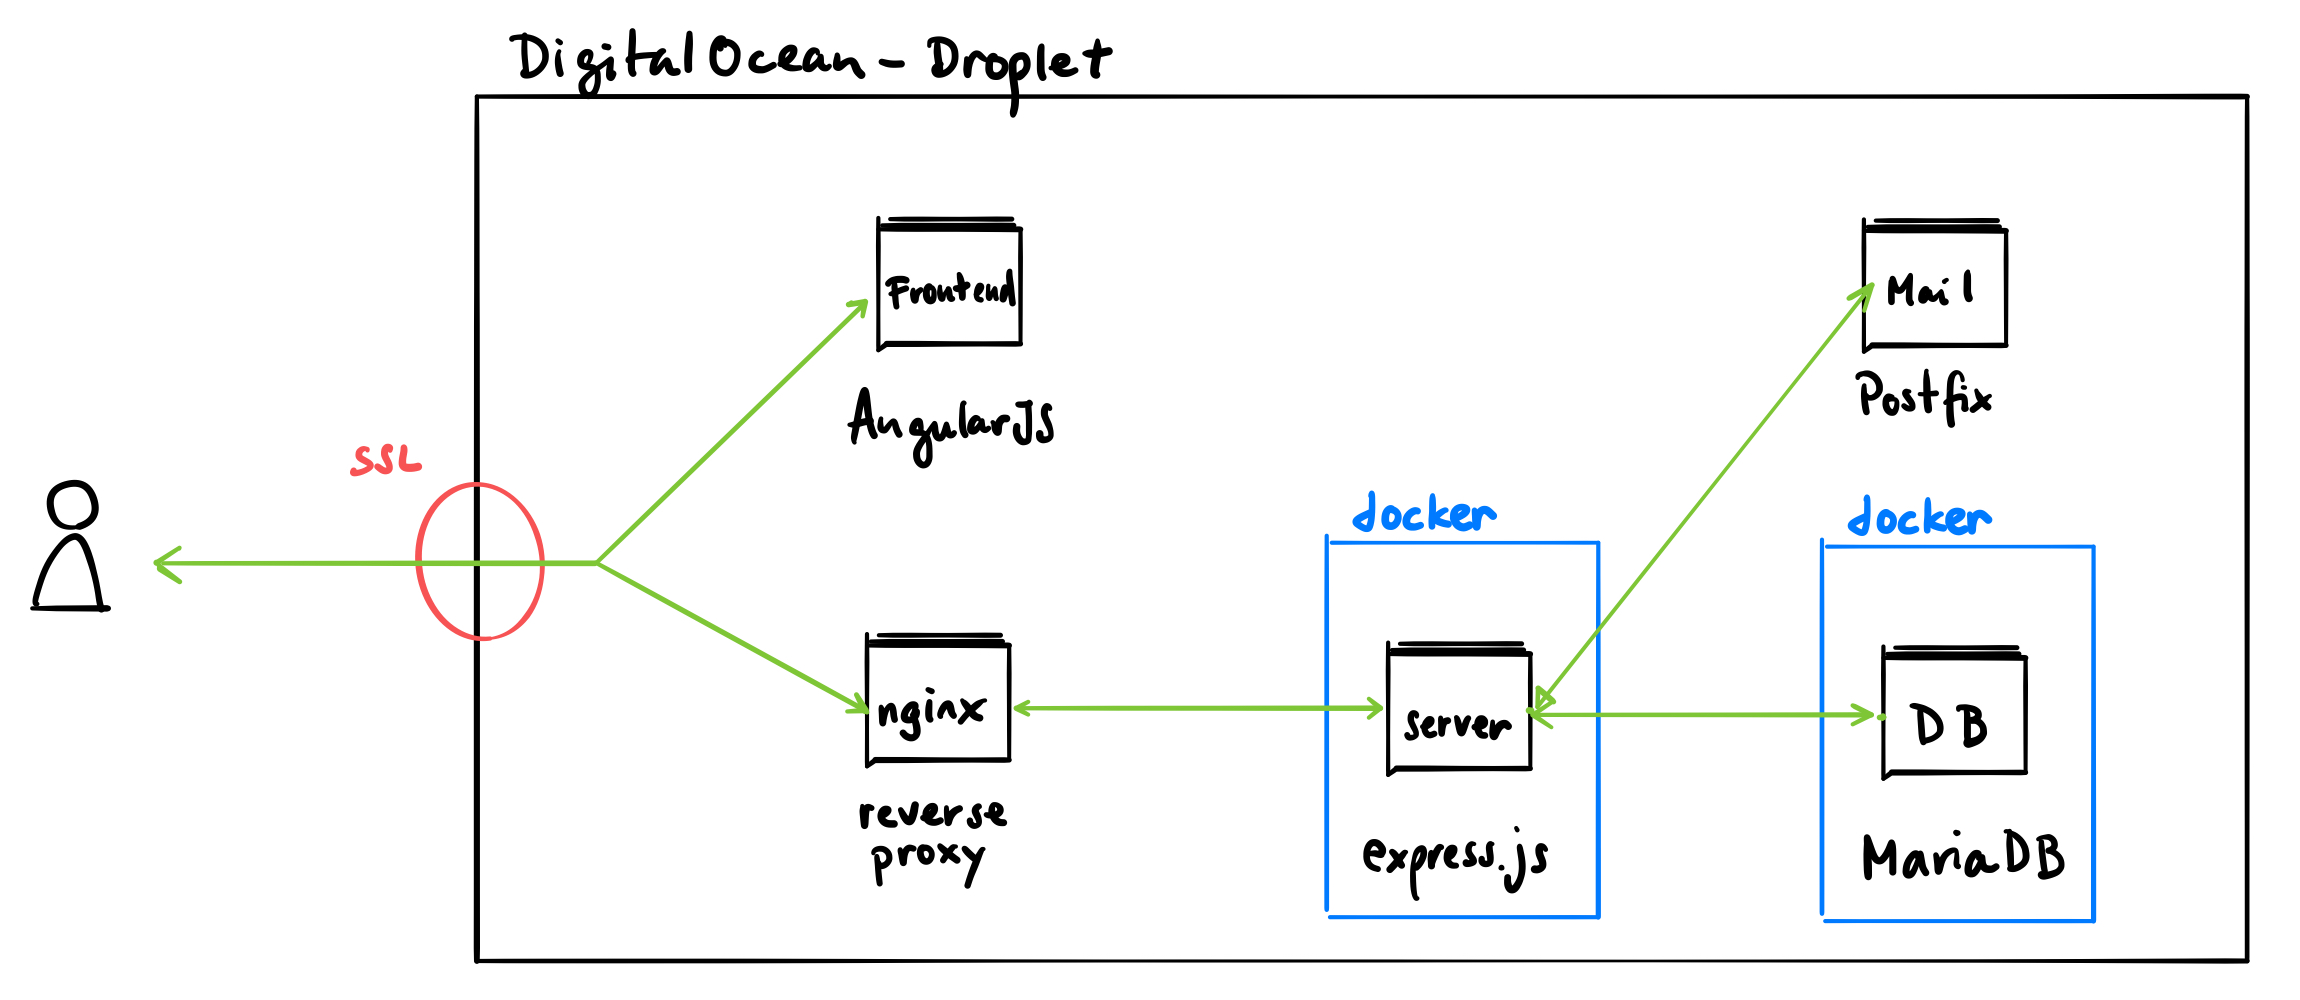 DigitalOcean - Droplet
Frontend
AngularJS
Mail
Postfix
SSL
docker
docker
nginx
reverse
proxy
server
express.js
DB
MariaDB